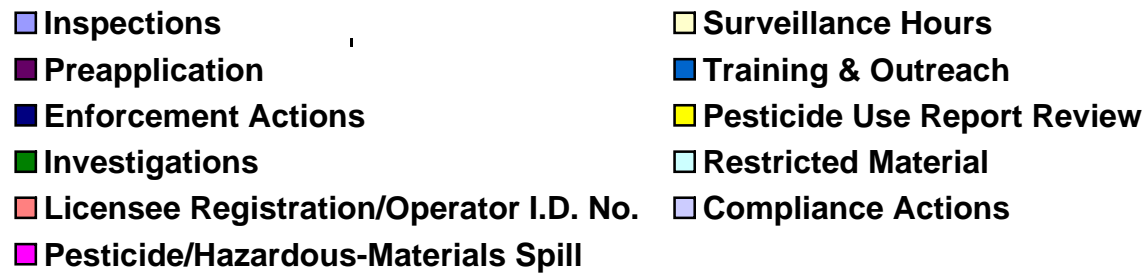 Inspections
Surveillance Hours
Preapplication
Training & Outreach
Enforcement Actions
Pesticide Use Report Review
Investigations
Restricted Material
Licensee Registration/Operator I.D. No.
Compliance Actions
Pesticide/Hazardous-Materials Spill